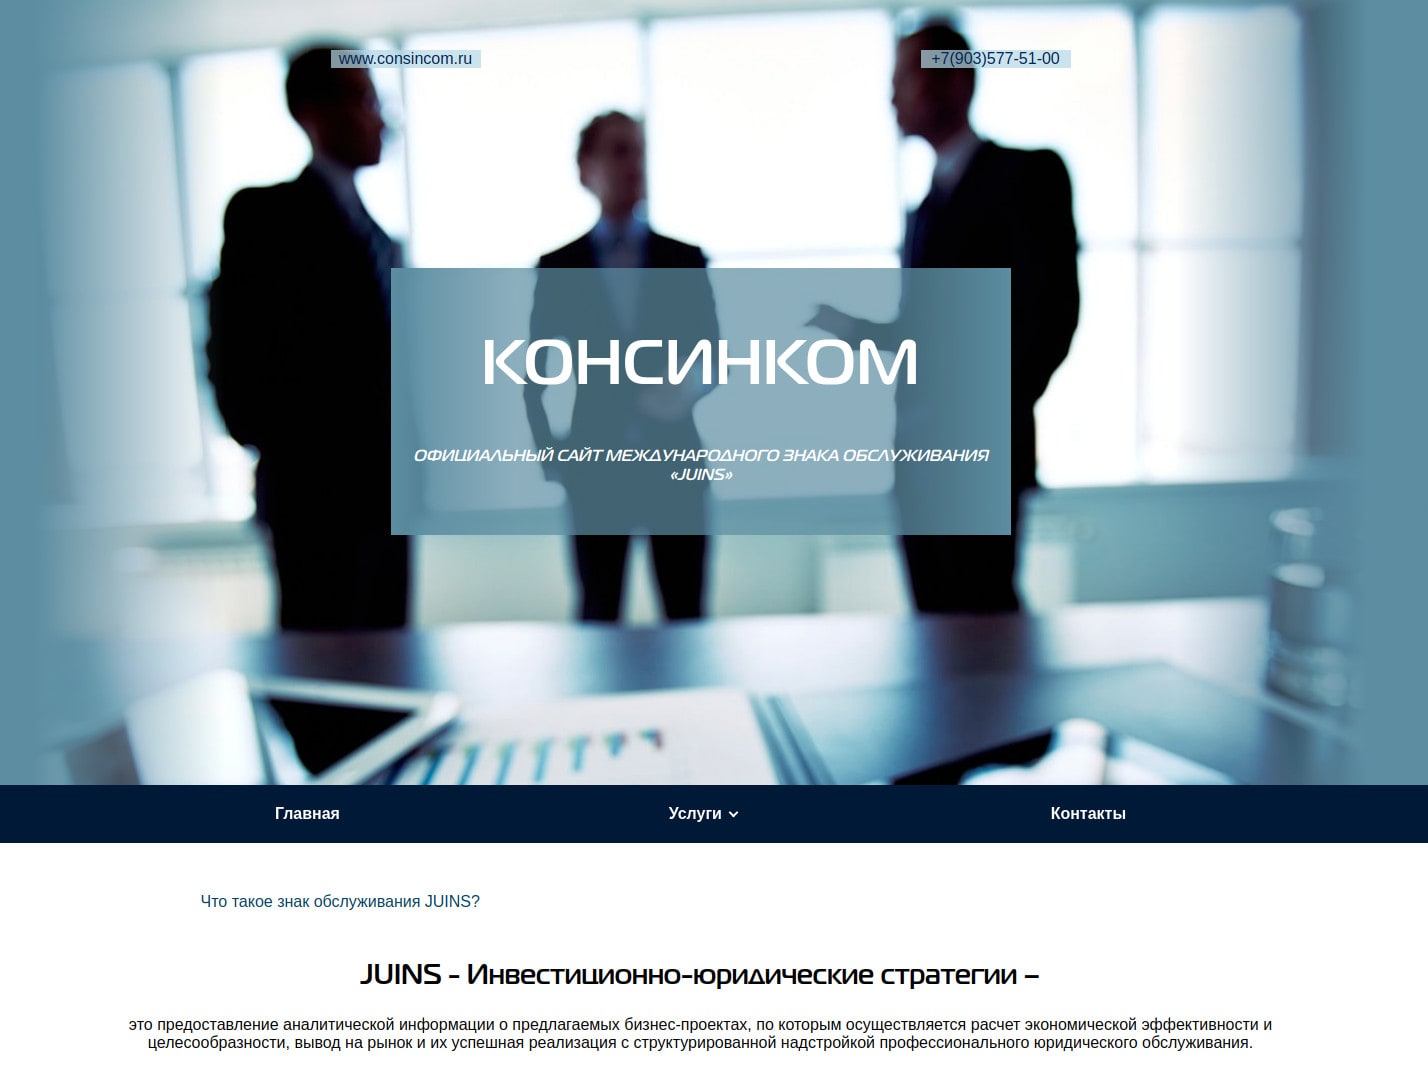 www.consincom.ru
+7(903)577-51-00
КОНСИНКОМ
ОФИЦИАЛЬНЫЙ САЙТ МЕЖДУНАРОДНОГО ЗНАКА ОБСЛУЖИВАНИЯ
«JUINS»
Главная
Услуги
Контакты
Что такое знак обслуживания JUINS?
JUINS - Инвестиционно-юридические стратегии –
это предоставление аналитической информации о предлагаемых бизнес-проектах, по которым осуществляется расчет экономической эффективности и
целесообразности, вывод на рынок и их успешная реализация с структурированной надстройкой профессионального юридического обслуживания.